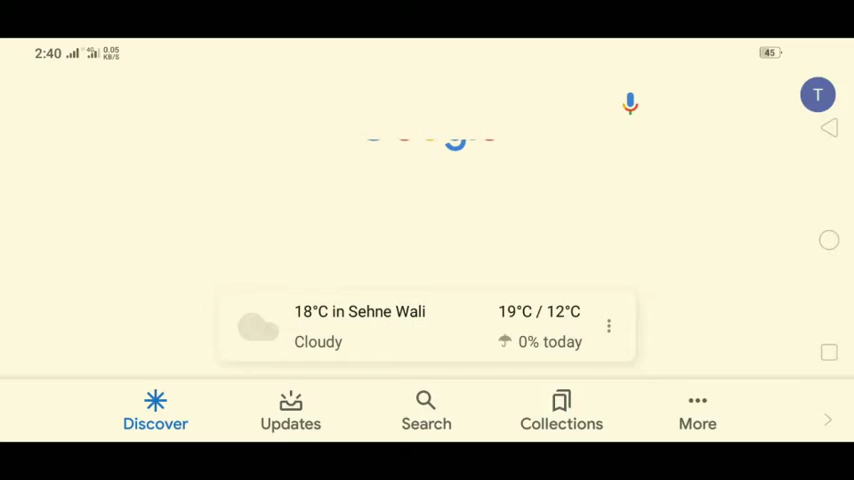 2:40 4G 0.05
KB/S
45
T
18°C in Sehne Wali 19°C / 12°C
Cloudy 0% today
Discover Updates Search Collections More